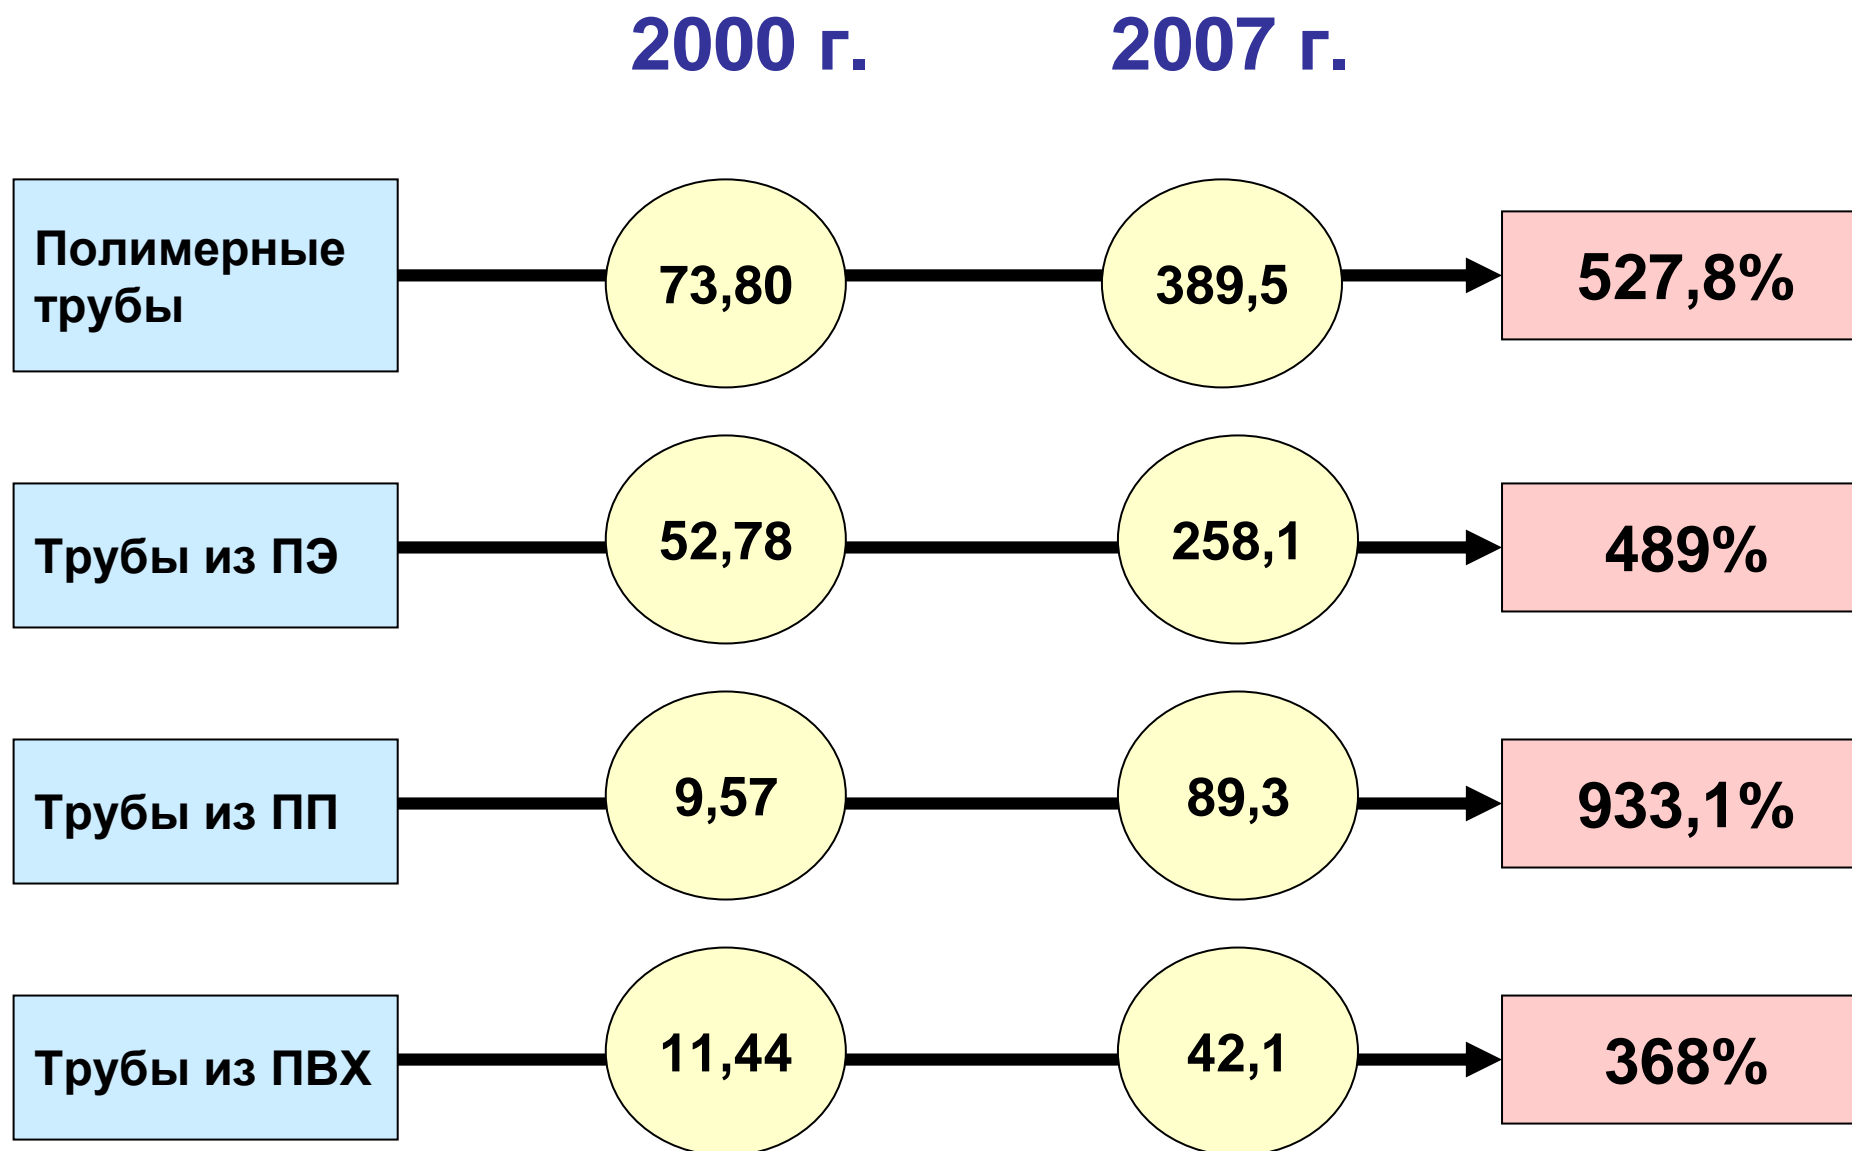 2000 г. 2007 г.
Полимерные
трубы
73,80
389,5
527,8%
Трубы из ПЭ
52,78
258,1
489%
Трубы из ПП
9,57
89,3
933,1%
Трубы из ПВХ
11,44
42,1
368%